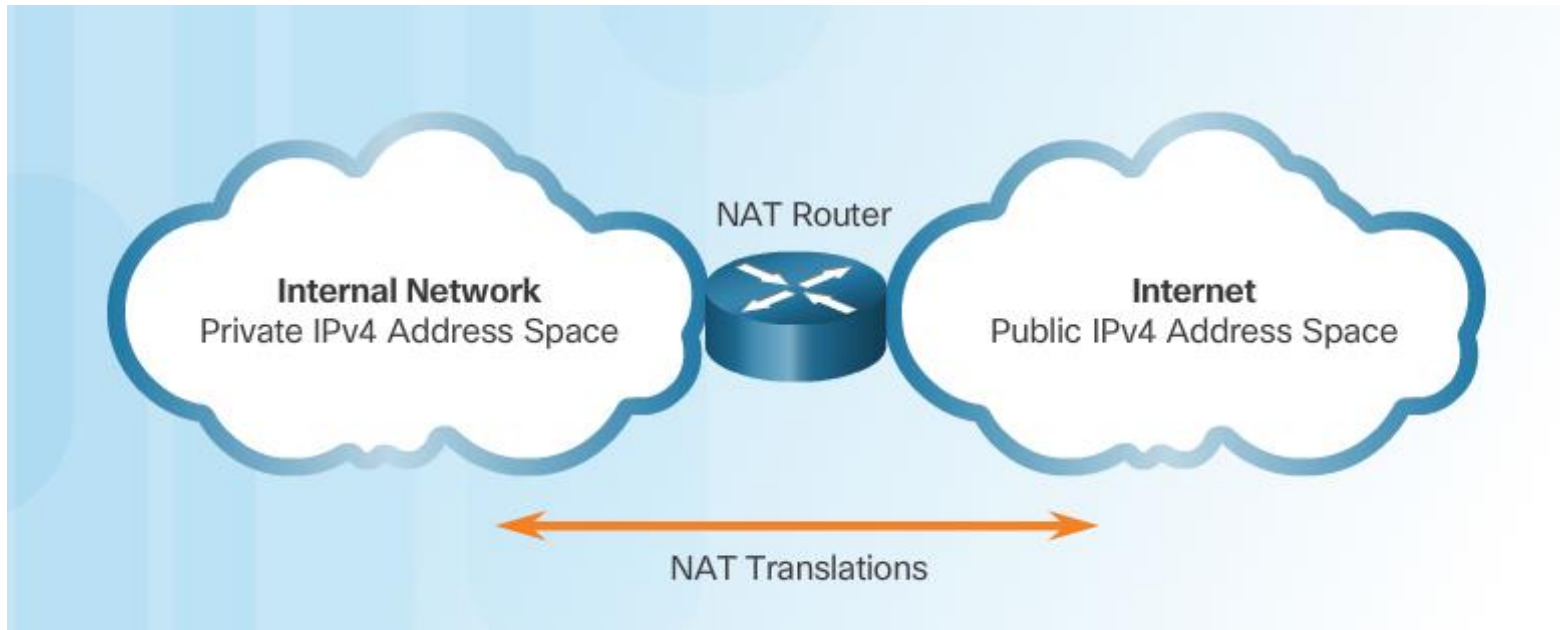 NAT Router
Internal Network
Private IPv4 Address Space
Internet
Public IPv4 Address Space
NAT Translations